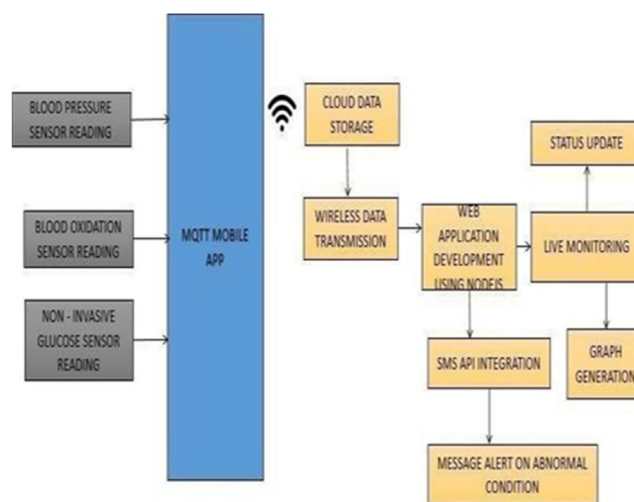 BLOOD PRESSURE
SENSOR READING
BLOOD OXIDATION
SENSOR READING
NON - INVASIVE
GLUCOSE SENSOR
READING
MQTT MOBILE
APP
CLOUD DATA
STORAGE
WIRELESS DATA
TRANSMISSION
WEB
APPLICATION
DEVELOPMENT
USING NODEJS
STATUS UPDATE
LIVE MONITORING
GRAPH
GENERATION
SMS API INTEGRATION
MESSAGE ALERT ON ABNORMAL
CONDITION